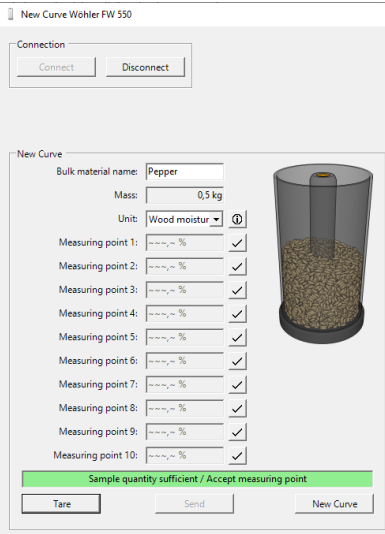 New Curve Wöhler FW 550
Connection
Connect Disconnect
New Curve
Bulk material name: Pepper
Mass: 0,5 kg
Unit: Wood moistur
Measuring point 1: ~~~,~ %
Measuring point 2: ~~~,~ %
Measuring point 3: ~~~,~ %
Measuring point 4: ~~~,~ %
Measuring point 5: ~~~,~ %
Measuring point 6: ~~~,~ %
Measuring point 7: ~~~,~ %
Measuring point 8: ~~~,~ %
Measuring point 9: ~~~,~ %
Measuring point 10: ~~~,~ %
Sample quantity sufficient / Accept measuring point
Tare Send New Curve